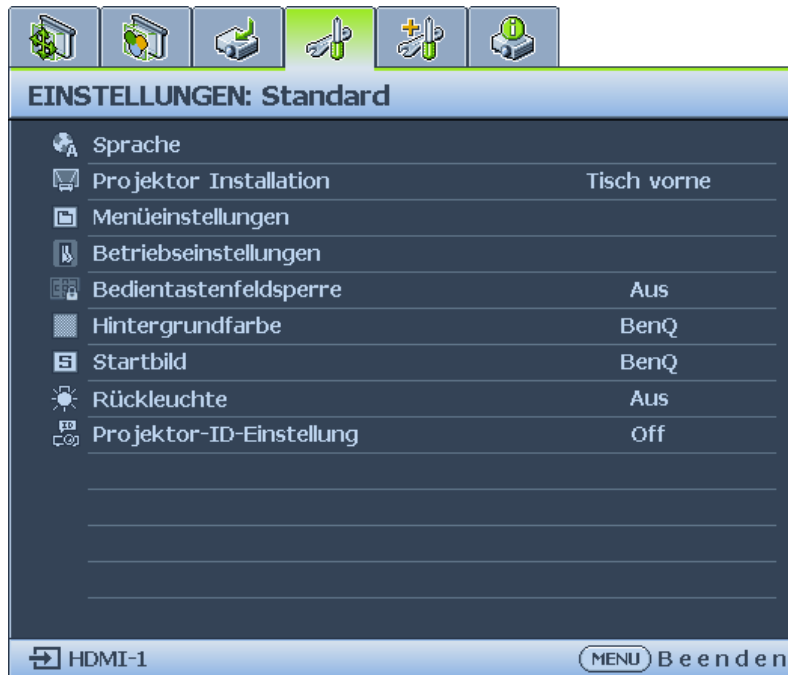 EINSTELLUNGEN: Standard
Sprache
Projektor Installation Tisch vorne
Menüeinstellungen
Betriebseinstellungen
Bedientastenfeldsperre Aus
Hintergrundfarbe BenQ
Startbild BenQ
Rückleuchte Aus
Projektor-ID-Einstellung Off
HDMI-1 MENU Beenden